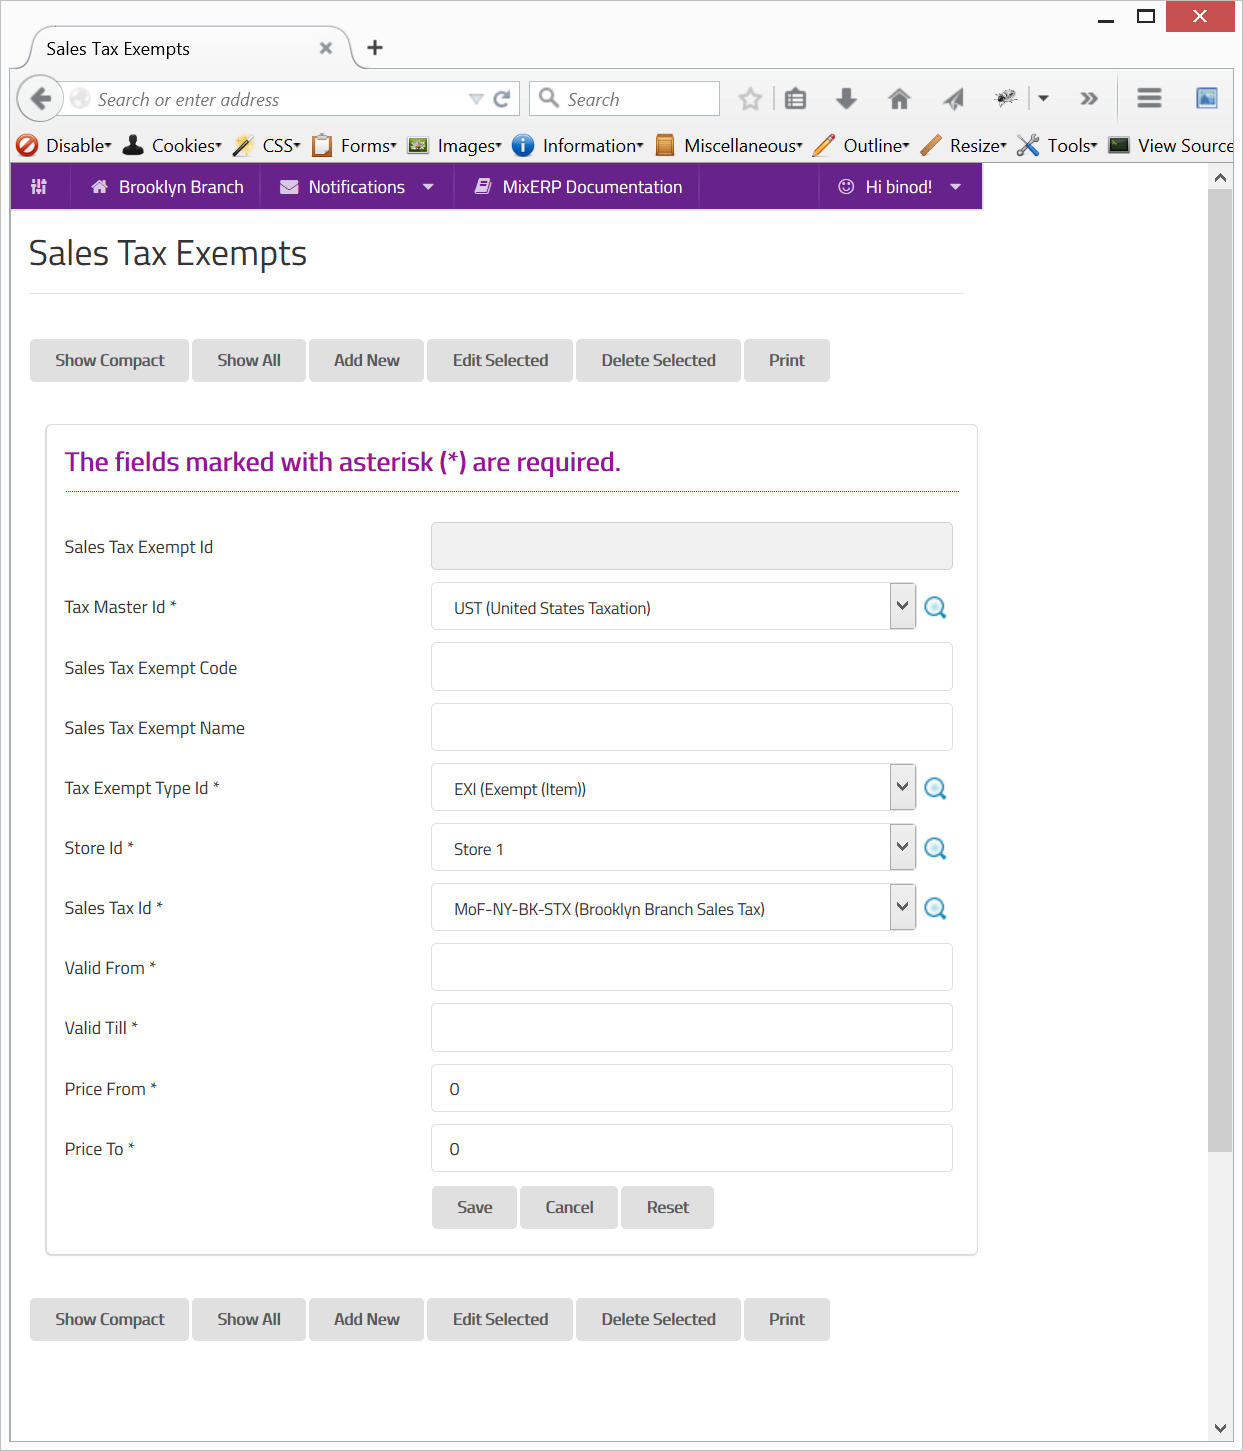 Sales Tax Exempts
Search or enter address
Search
Disable Cookies CSS Forms Images Information Miscellaneous Outline Resize Tools View Source
Brooklyn Branch Notifications MixERP Documentation Hi binod!
Sales Tax Exempts
Show Compact Show All Add New Edit Selected Delete Selected Print
The fields marked with asterisk (*) are required.
Sales Tax Exempt Id
Tax Master Id * UST (United States Taxation)
Sales Tax Exempt Code
Sales Tax Exempt Name
Tax Exempt Type Id * EXI (Exempt (Item))
Store Id * Store 1
Sales Tax Id * MoF-NY-BK-STX (Brooklyn Branch Sales Tax)
Valid From *
Valid Till *
Price From * 0
Price To * 0
Save Cancel Reset
Show Compact Show All Add New Edit Selected Delete Selected Print